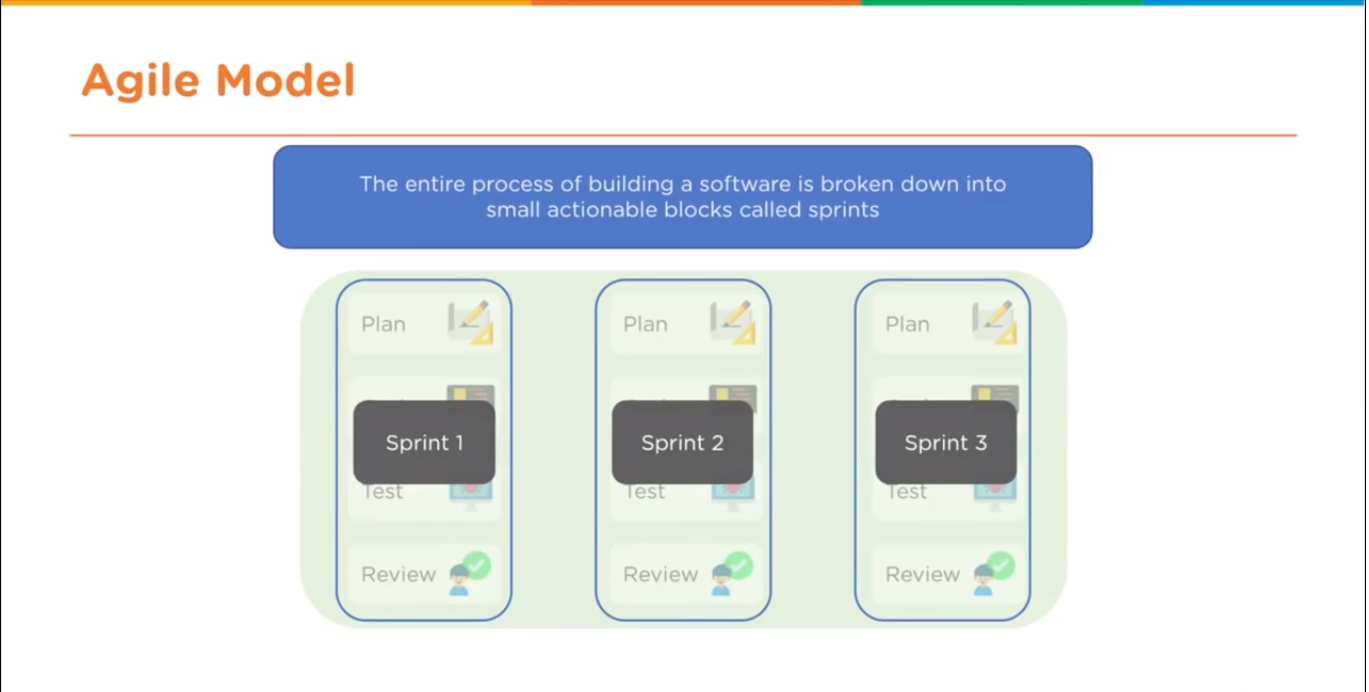 Agile Model
The entire process of building a software is broken down into
small actionable blocks called sprints
Plan
Plan
Plan
Sprint 1
Sprint 2
Sprint 3
Test
Test
Test
Review
Review
Review